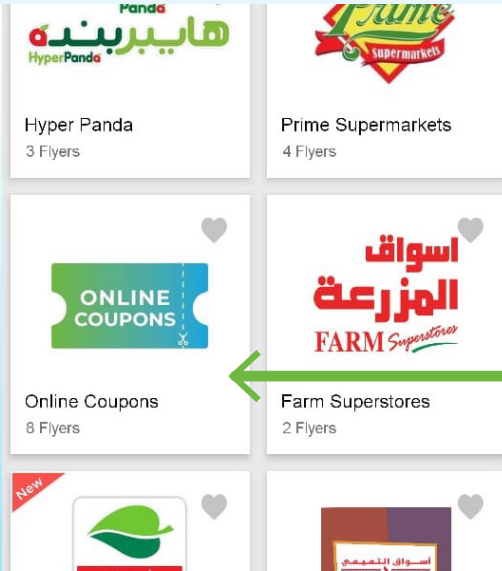 Panda
هايبربنده
HyperPanda
Prime
Supermarkets
Hyper Panda
3 Flyers
Prime Supermarkets
4 Flyers
ONLINE
COUPONS
اسواق
المزرعة
FARM Superstores
Online Coupons
8 Flyers
Farm Superstores
2 Flyers
New
أسواق التميمي